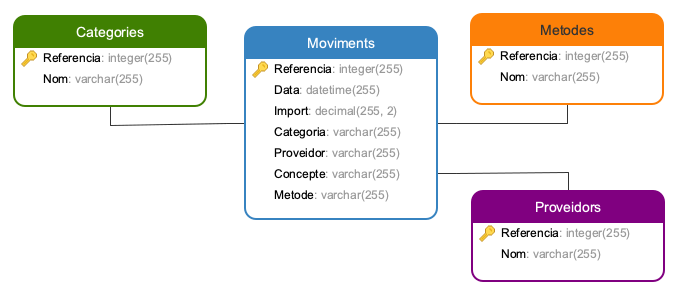 Categories
Referencia: integer(255)
Nom: varchar(255)
Moviments
Referencia: integer(255)
Data: datetime(255)
Import: decimal(255, 2)
Categoria: varchar(255)
Proveidor: varchar(255)
Concepte: varchar(255)
Metode: varchar(255)
Metodes
Referencia: integer(255)
Nom: varchar(255)
Proveidors
Referencia: integer(255)
Nom: varchar(255)